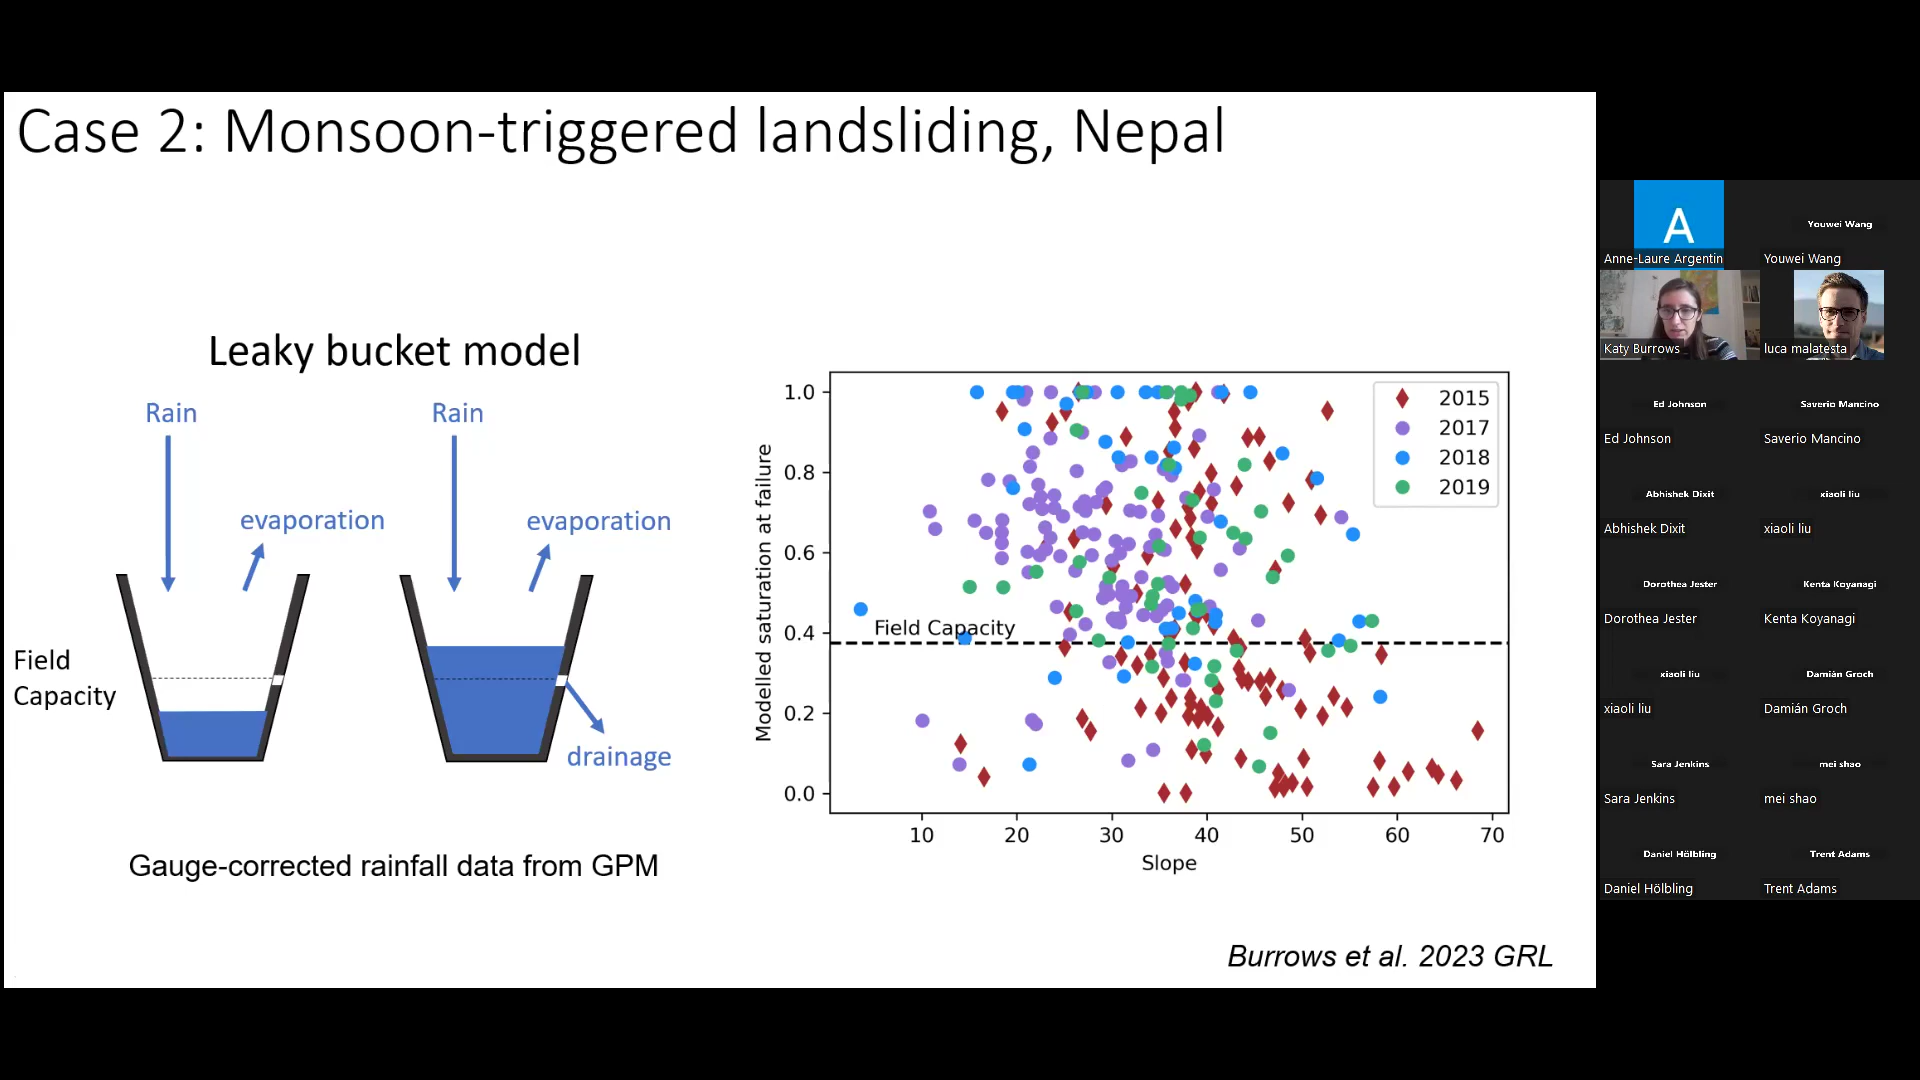 Case 2: Monsoon-triggered landsliding, Nepal
Leaky bucket model
Rain
Rain
evaporation
evaporation
Field
Capacity
drainage
Gauge-corrected rainfall data from GPM
Modelled saturation at failure
1.0
0.8
0.6
0.4
0.2
0.0
Field Capacity
2015
2017
2018
2019
10 20 30 40 50 60 70
Slope
Burrows et al. 2023 GRL
A
Anne-Laure Argentin
Youwei Wang
Youwei Wang
Katy Burrows
luca malatesta
Ed Johnson
Ed Johnson
Saverio Mancino
Saverio Mancino
Abhishek Dixit
Abhishek Dixit
xiaoli liu
xiaoli liu
Dorothea Jester
Dorothea Jester
Kenta Koyanagi
Kenta Koyanagi
xiaoli liu
xiaoli liu
Damián Groch
Damián Groch
Sara Jenkins
Sara Jenkins
mei shao
mei shao
Daniel Hölbling
Daniel Hölbling
Trent Adams
Trent Adams